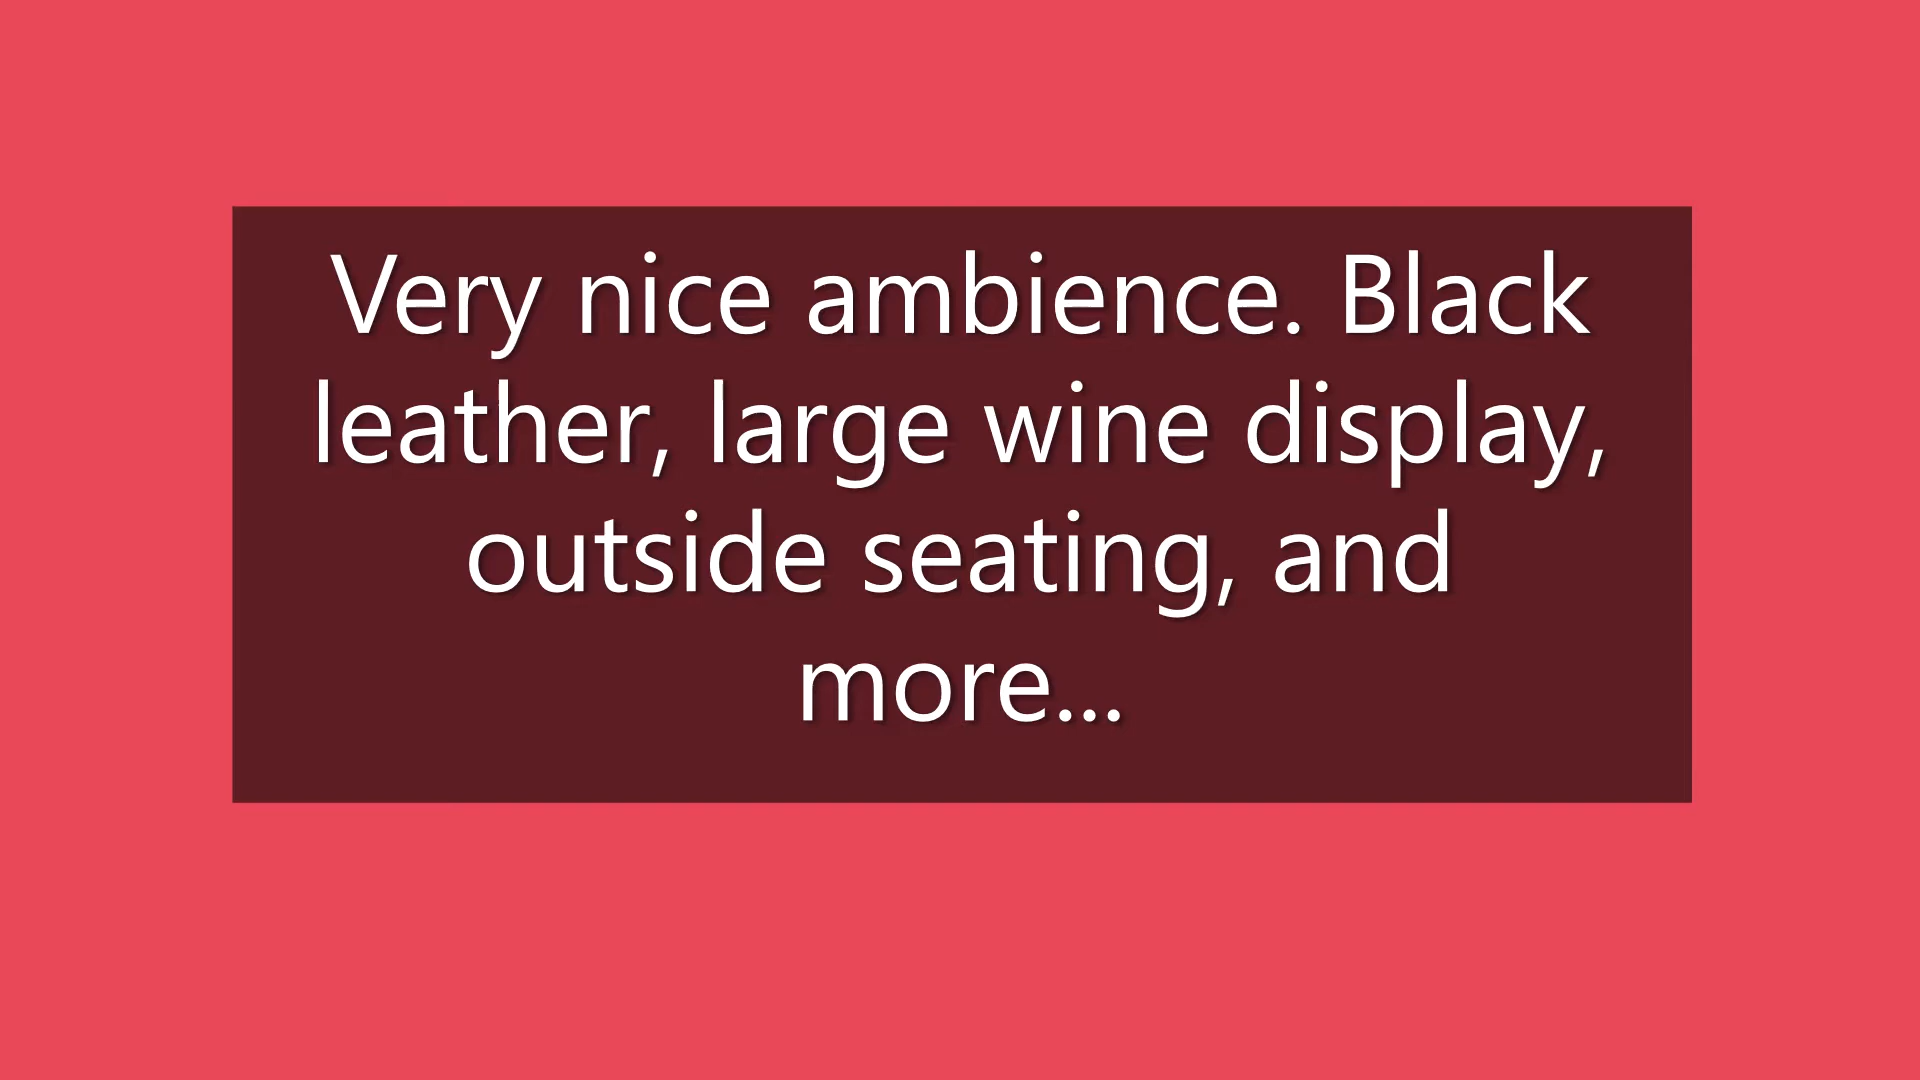 Very nice ambience. Black
leather, large wine display,
outside seating, and
more...